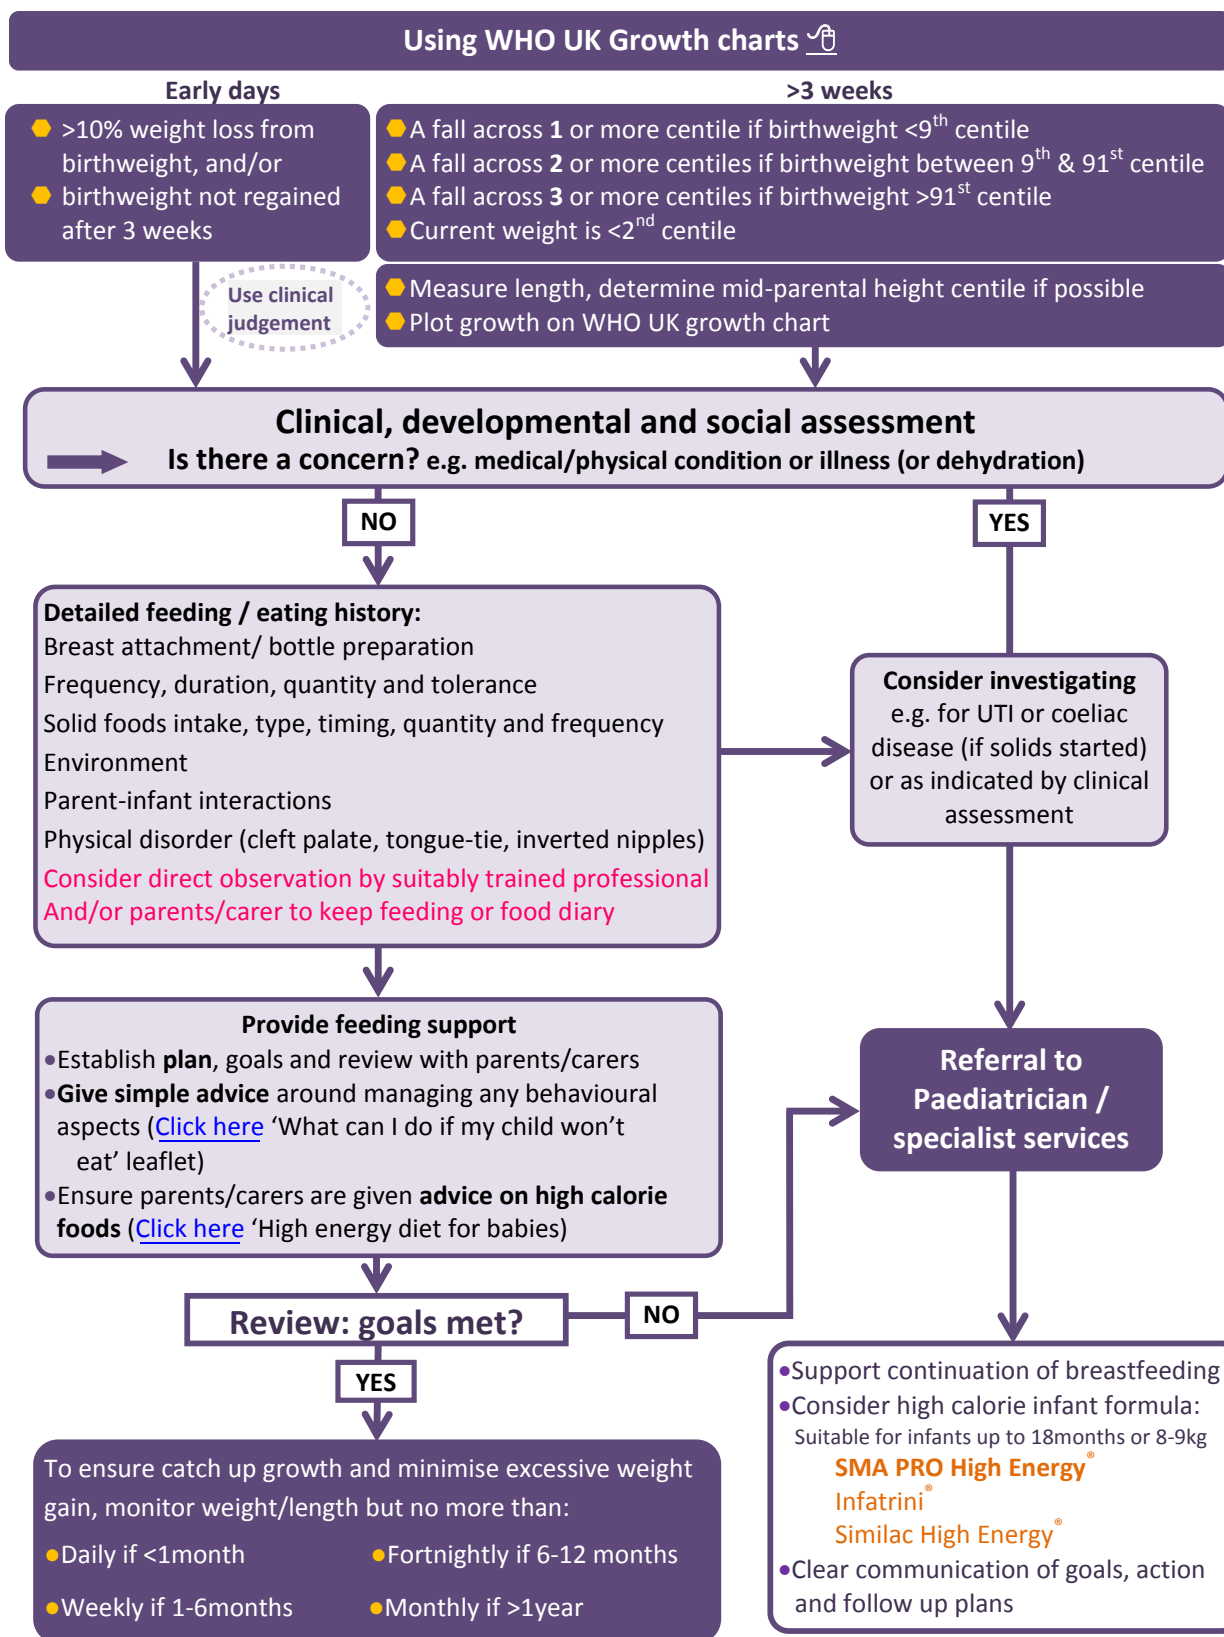 Using WHO UK Growth charts
Early days
>10% weight loss from
birthweight, and/or
birthweight not regained
after 3 weeks
>3 weeks
A fall across 1 or more centile if birthweight <9th centile
A fall across 2 or more centiles if birthweight between 9th & 91st centile
A fall across 3 or more centiles if birthweight >91st centile
Current weight is <2nd centile
Use clinical
judgement
Measure length, determine mid-parental height centile if possible
Plot growth on WHO UK growth chart
Clinical, developmental and social assessment
Is there a concern? e.g. medical/physical condition or illness (or dehydration)
NO
YES
Detailed feeding / eating history:
Breast attachment/ bottle preparation
Frequency, duration, quantity and tolerance
Solid foods intake, type, timing, quantity and frequency
Environment
Parent-infant interactions
Physical disorder (cleft palate, tongue-tie, inverted nipples)
Consider direct observation by suitably trained professional
And/or parents/carer to keep feeding or food diary
Consider investigating
e.g. for UTI or coeliac
disease (if solids started)
or as indicated by clinical
assessment
Provide feeding support
•Establish plan, goals and review with parents/carers
•Give simple advice around managing any behavioural
aspects (Click here ‘What can I do if my child won’t
eat’ leaflet)
•Ensure parents/carers are given advice on high calorie
foods (Click here ‘High energy diet for babies)
Referral to
Paediatrician /
specialist services
Review: goals met?
NO
YES
To ensure catch up growth and minimise excessive weight
gain, monitor weight/length but no more than:
•Daily if <1month
•Fortnightly if 6-12 months
•Weekly if 1-6months
•Monthly if >1year
•Support continuation of breastfeeding
•Consider high calorie infant formula:
Suitable for infants up to 18months or 8-9kg
SMA PRO High Energy®
Infatrini®
Similac High Energy®
•Clear communication of goals, action
and follow up plans